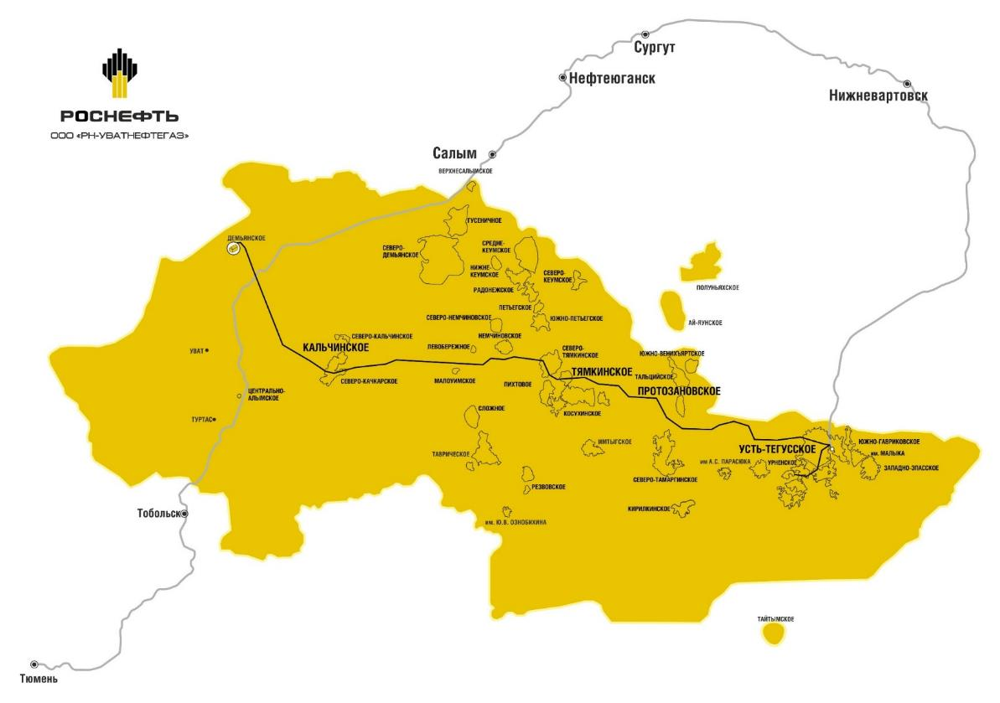 Сургут
Нефтеюганск
Нижневартовск
РОСНЕФТЬ
ООО «РН-УВАТНЕФТЕГАЗ»
Салым
ВЕРХНЕСАЛЫМСКОЕ
ГУСЕНИЧНОЕ
ДЕМЬЯНСКОЕ
СЕВЕРО-
ДЕМЬЯНСКОЕ
СРЕДНЕ-
КЕУМСКОЕ
НИЖНЕ-
КЕУМСКОЕ
СЕВЕРО-
КЕУМСКОЕ
РАДОНЕЖСКОЕ
ПОЛУНЬЯХСКОЕ
ПЕТЬЕГСКОЕ
СЕВЕРО-НЕМЧИНОВСКОЕ
ЮЖНО-ПЕТЬЕГСКОЕ
АЙ-ЯУНСКОЕ
СЕВЕРО-КАЛЬЧИНСКОЕ
НЕМЧИНОВСКОЕ
КАЛЬЧИНСКОЕ
ЛЕВОБЕРЕЖНОЕ
СЕВЕРО-
ТЯМКИНСКОЕ
ЮЖНО-ВЕНИХЪЯРТСКОЕ
УВАТ
ТЯМКИНСКОЕ
ТАЛЬЦИЙСКОЕ
СЕВЕРО-КАЧКАРСКОЕ
МАЛОУИМСКОЕ
ПИХТОВОЕ
ПРОТОЗАНОВСКОЕ
ЦЕНТРАЛЬНО-
АЛЫМСКОЕ
СЛОЖНОЕ
КОСУХИНСКОЕ
ТУРТАС
ИМТЫГСКОЕ
ЮЖНО-ГАВРИКОВСКОЕ
УСТЬ-ТЕГУССКОЕ
им. МАЛЫКА
ТАВРИЧЕСКОЕ
им А.С. ПАРАСЮКА
УРНЕНСКОЕ
ЗАПАДНО-ЭПАССКОЕ
СЕВЕРО-ТАМАРГИНСКОЕ
РЕЗВОВСКОЕ
КИРИЛКИНСКОЕ
Тобольск
им. Ю.В. ОЗНОБИХИНА
ТАЙТЫМСКОЕ
Тюмень